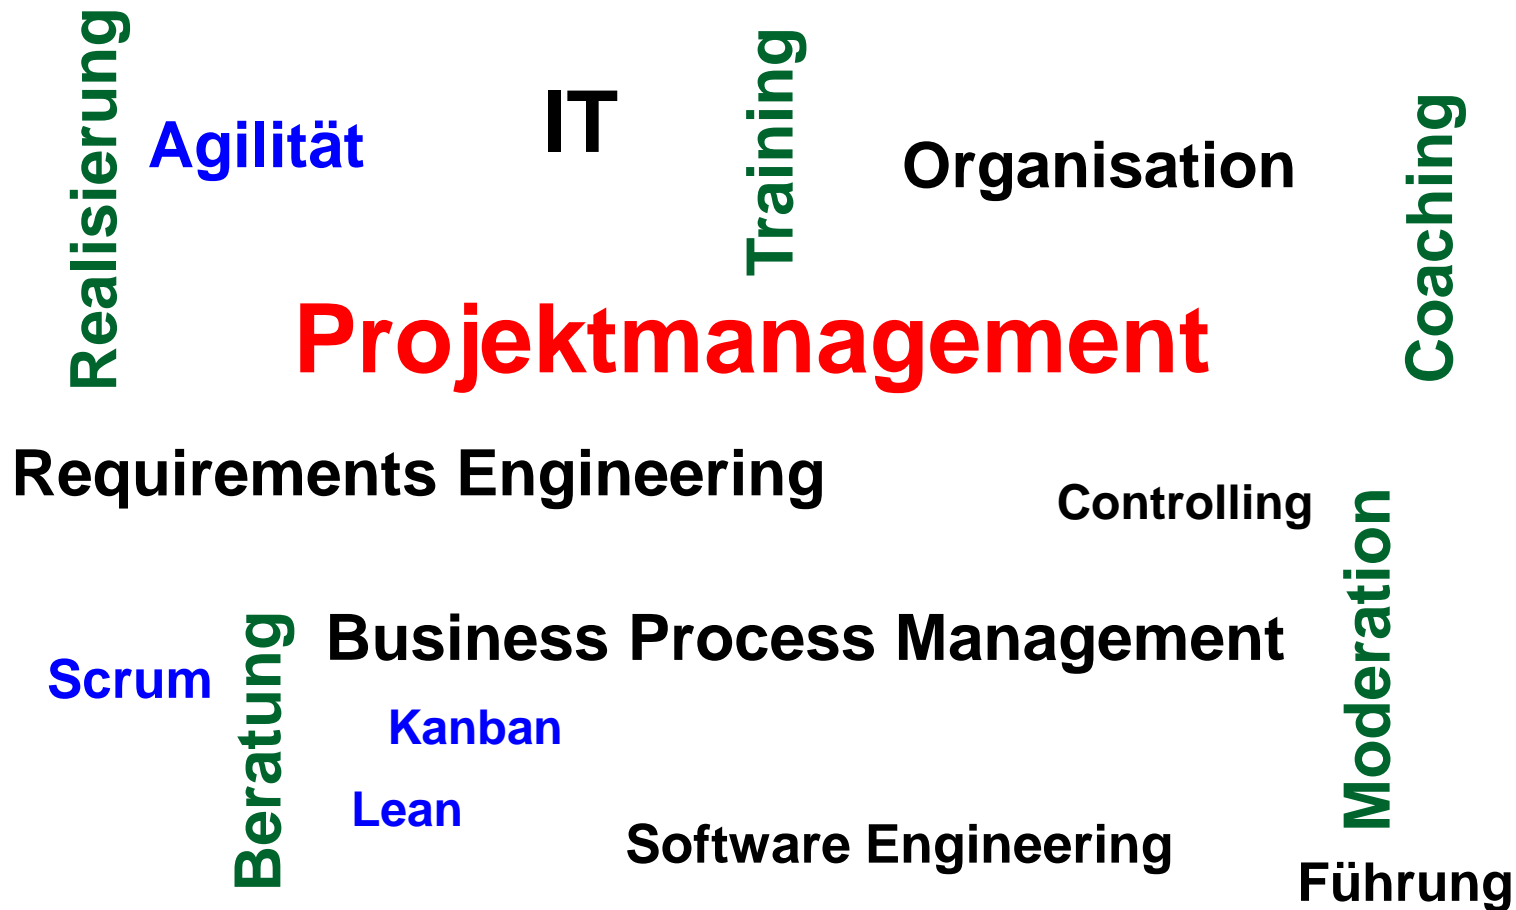 Realisierung
Agilität
IT
Training
Organisation
Coaching
Projektmanagement
Requirements Engineering
Controlling
Moderation
Business Process Management
Scrum
Beratung
Kanban
Lean
Software Engineering
Führung